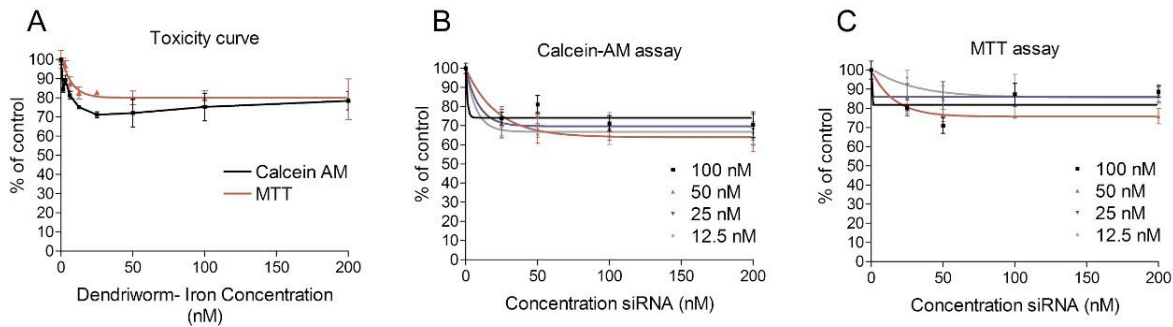 A
Toxicity curve
% of control
100
90
80
70
60
50
40
30
20
10
0
Calcein AM
MTT
0
50
100
150
200
Dendriworm- Iron Concentration
(nM)
B
Calcein-AM assay
% of control
100
90
80
70
60
50
40
30
20
10
0
100 nM
50 nM
25 nM
12.5 nM
0
50
100
150
200
Concentration siRNA (nM)
C
MTT assay
% of control
100
90
80
70
60
50
40
30
20
10
0
100 nM
50 nM
25 nM
12.5 nM
0
50
100
150
200
Concentration siRNA (nM)